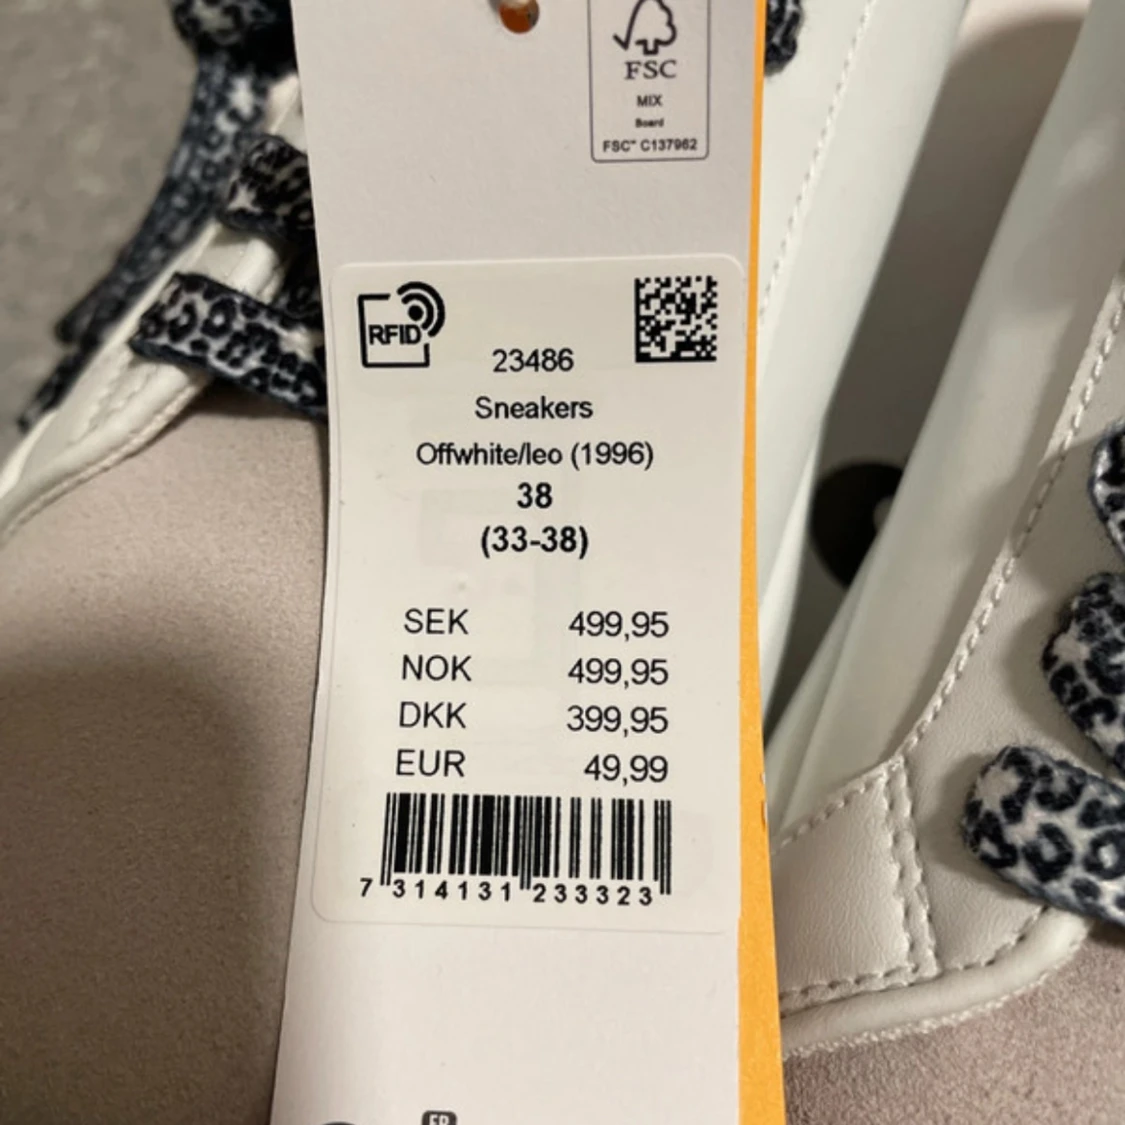 FSC
MIX
Board
FSC™ C137962
RFID
23486
Sneakers
Offwhite/leo (1996)
38
(33-38)
SEK 499,95
NOK 499,95
DKK 399,95
EUR 49,99
7 314131 233323